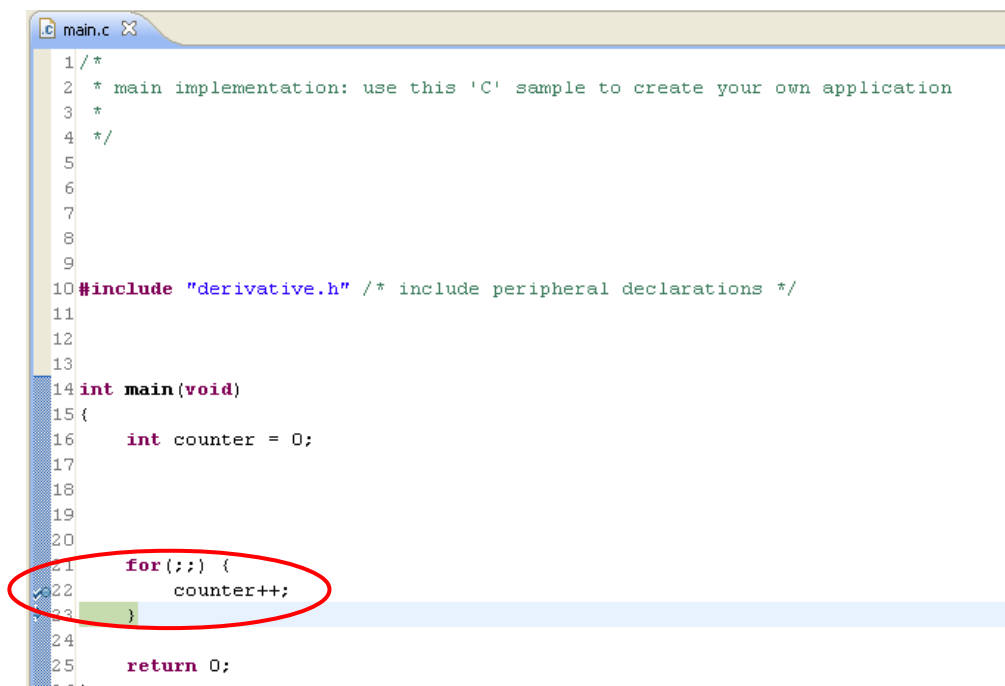 .c main.c
1 /*
2  * main implementation: use this 'C' sample to create your own application
3  *
4  */
5
6
7
8
9
10 #include "derivative.h" /* include peripheral declarations */
11
12
13
14 int main(void)
15 {
16     int counter = 0;
17
18
19
20
21     for(;;) {
22         counter++;
23     }
24
25     return 0;